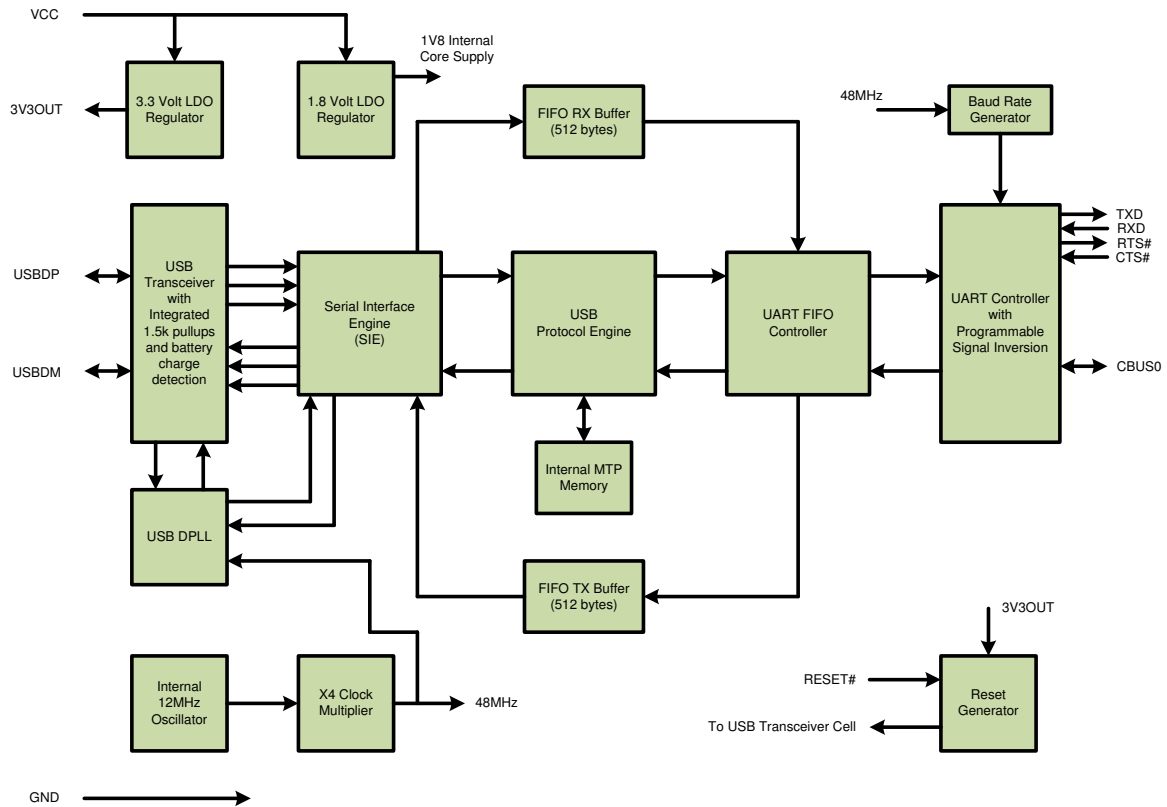 VCC
1V8 Internal
Core Supply
3V3OUT
3.3 Volt LDO
Regulator
1.8 Volt LDO
Regulator
FIFO RX Buffer
(512 bytes)
48MHz
Baud Rate
Generator
USBDP
USBDM
USB
Transceiver
with
Integrated
1.5k pullups
and battery
charge
detection
Serial Interface
Engine
(SIE)
USB
Protocol Engine
UART FIFO
Controller
UART Controller
with
Programmable
Signal Inversion
TXD
RXD
RTS#
CTS#
CBUS0
Internal MTP
Memory
USB DPLL
FIFO TX Buffer
(512 bytes)
3V3OUT
Internal
12MHz
Oscillator
X4 Clock
Multiplier
48MHz
RESET#
To USB Transceiver Cell
Reset
Generator
GND